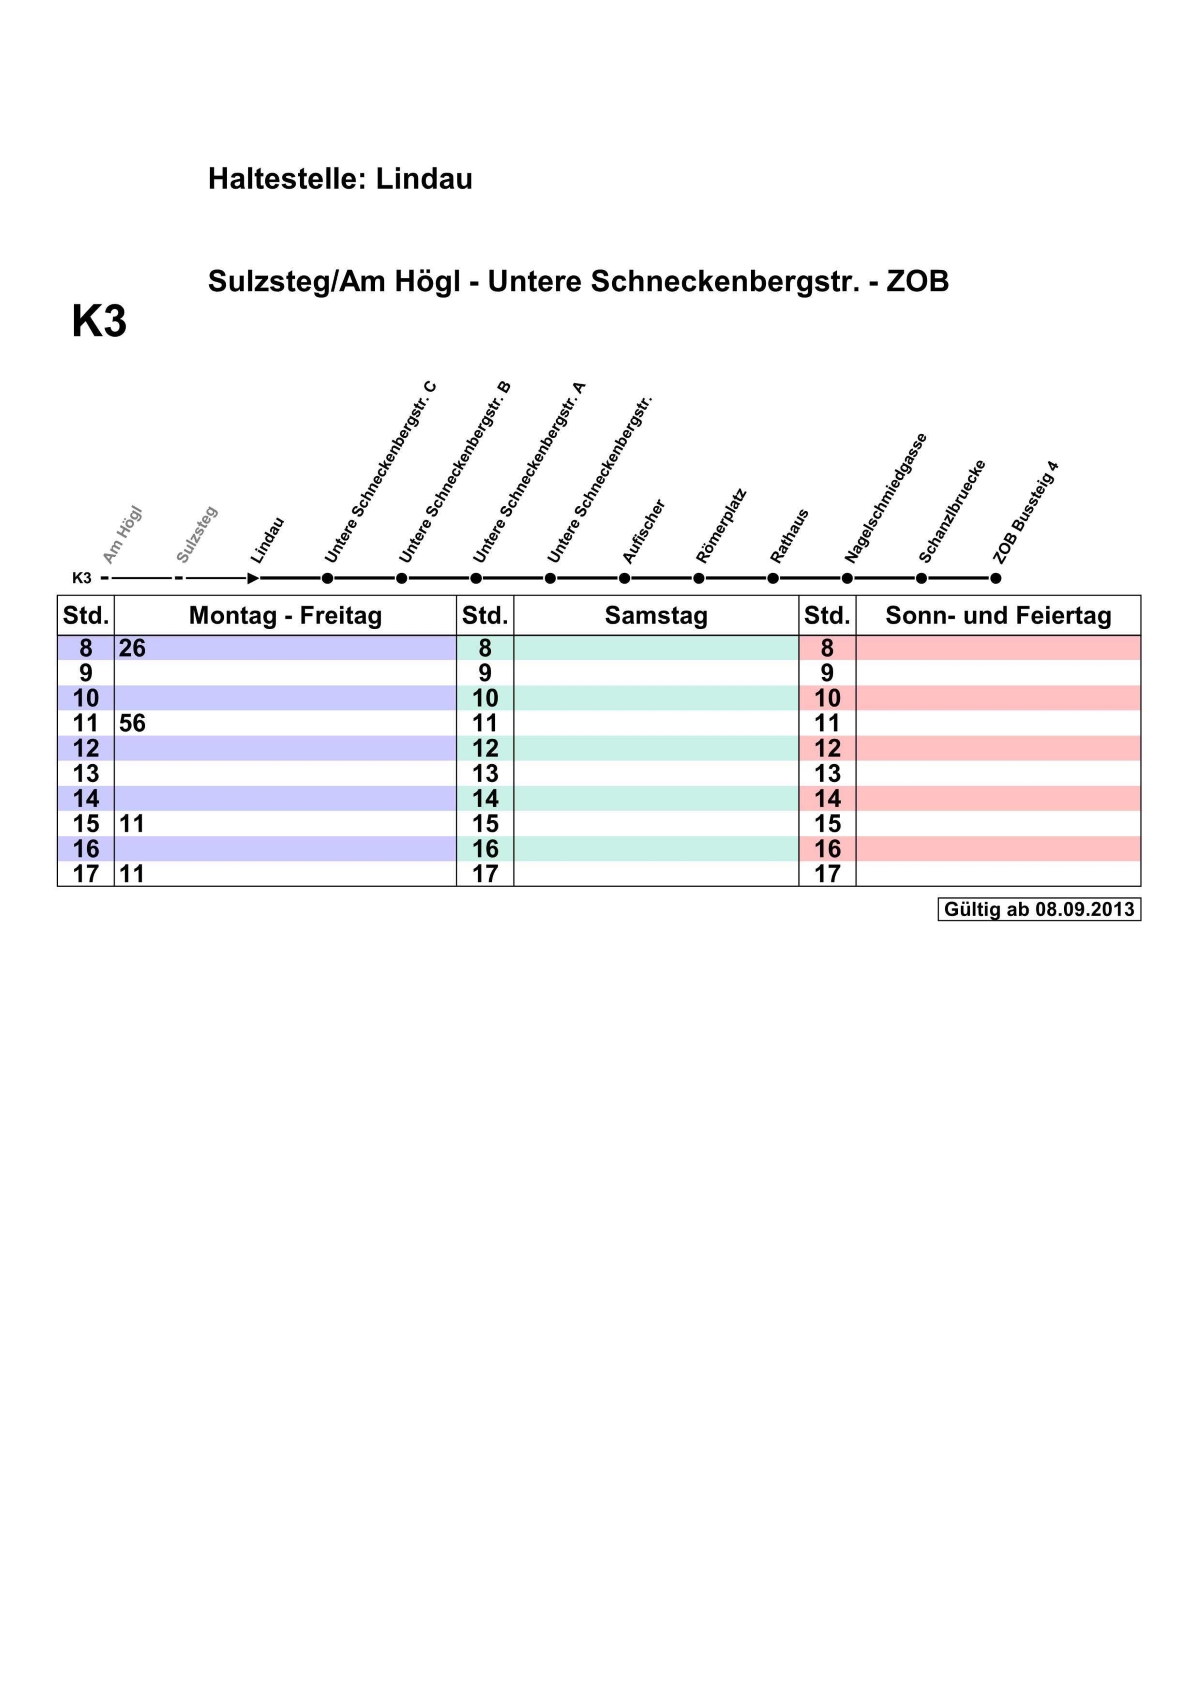 Haltestelle: Lindau
Sulzsteg/Am Högl - Untere Schneckenbergstr. - ZOB
K3
Am Högl
Sulzsteg
Lindau
Untere Schneckenbergstr. C
Untere Schneckenbergstr. B
Untere Schneckenbergstr. A
Untere Schneckenbergstr.
Aufischer
Römerplatz
Rathaus
Nagelschmiedgasse
Schanzlbruecke
ZOB Bussteig 4
K3
Std. Montag - Freitag Std. Samstag Std. Sonn- und Feiertag
8 26 8 8
9 9 9
10 10 10
11 56 11 11
12 12 12
13 13 13
14 14 14
15 11 15 15
16 16 16
17 11 17 17
Gültig ab 08.09.2013